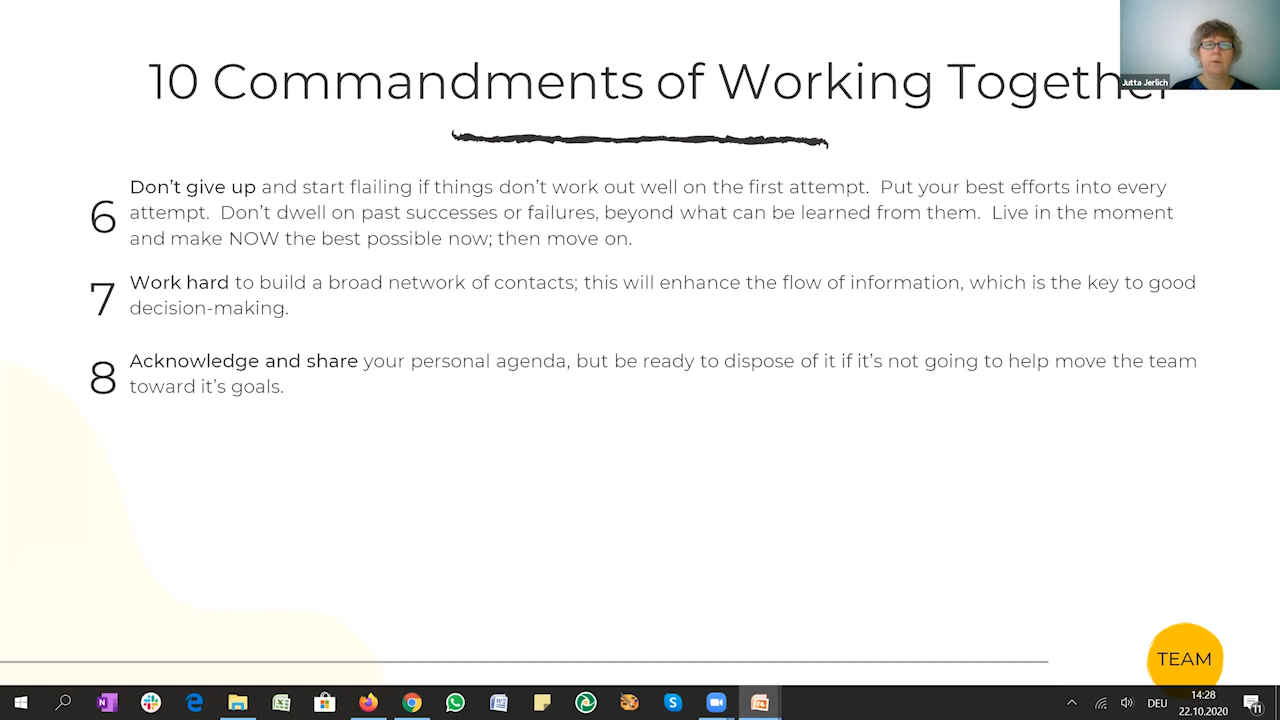 10 Commandments of Working Together
Jutta Jerlich
6
Don't give up and start flailing if things don't work out well on the first attempt.  Put your best efforts into every
attempt.  Don't dwell on past successes or failures, beyond what can be learned from them.  Live in the moment
and make NOW the best possible now; then move on.
7
Work hard to build a broad network of contacts; this will enhance the flow of information, which is the key to good
decision-making.
8
Acknowledge and share your personal agenda, but be ready to dispose of it if it's not going to help move the team
toward it's goals.
TEAM
DEU
14:28
22.10.2020
11